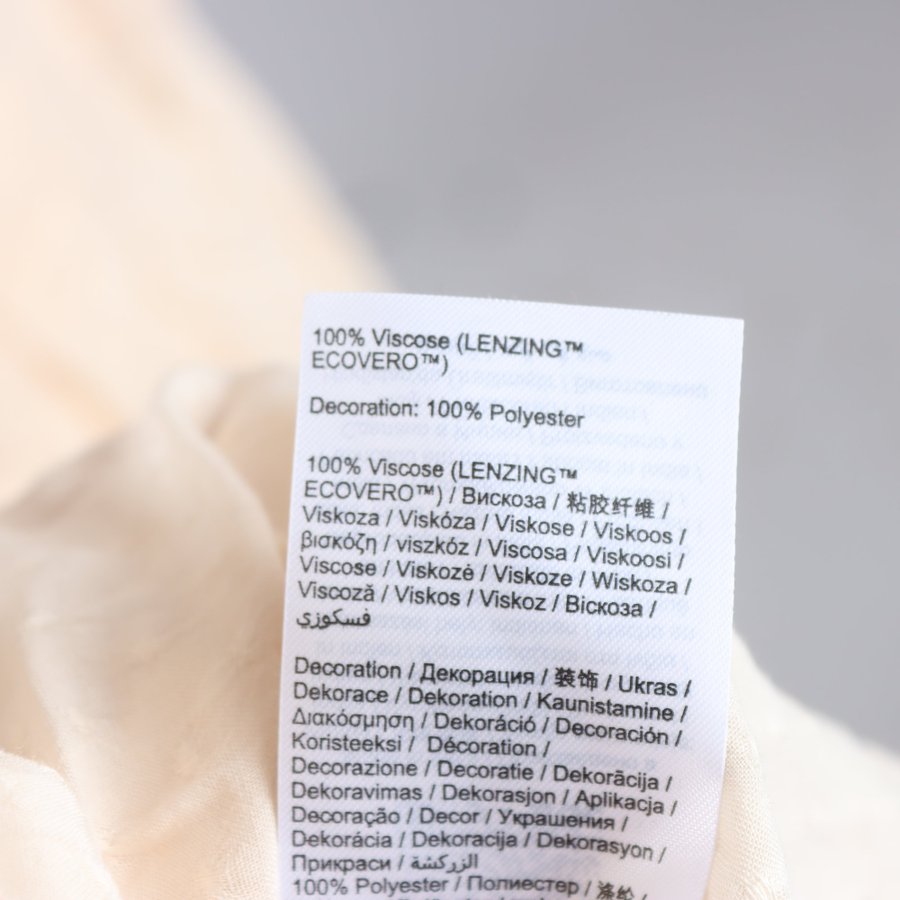 100% Viscose (LENZING™
ECOVERO™)
Decoration: 100% Polyester
100% Viscose (LENZING™
ECOVERO™) / Вискоза / 粘胶纤维 /
Viskoza / Viskóza / Viskose / Viskoos /
βισκόζη / viszkóz / Viscosa / Viskoosi /
Viscose / Viskozė / Viskoze / Wiskoza /
Viscoză / Viskos / Viskoz / Віскоза /
فسكوزي
Decoration / Декорация / 装饰 / Ukras /
Dekorace / Dekoration / Kaunistamine /
Διακόσμηση / Dekoráció / Decoración /
Koristeeksi / Décoration /
Decorazione / Decoratie / Dekorācija /
Dekoravimas / Dekorasjon / Aplikacja /
Decoração / Decor / Украшения /
Dekorácia / Dekoracija / Dekorasyon /
Прикраси / الزركشة
100% Polyester / Полиестер / 涤纶 /